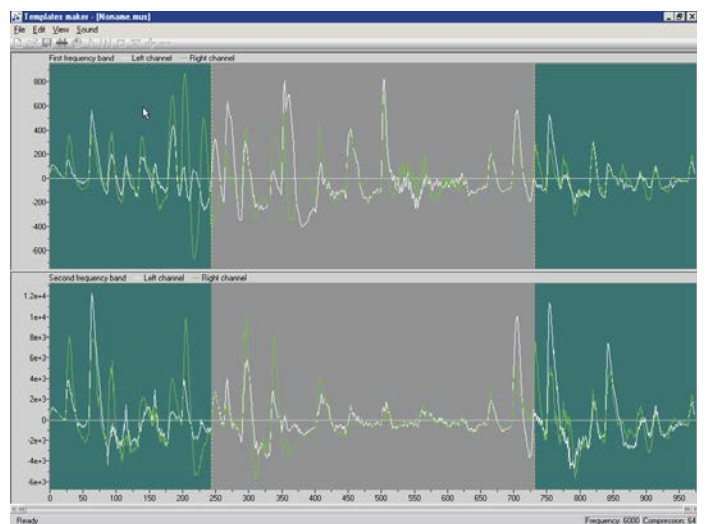 Templates maker - [Noname.mus]
File Edit View Sound
First frequency band Left channel Right channel
800
600
400
200
0
-200
-400
-600
Second frequency band Left channel Right channel
1.2e+4
1e+4
8e+3
6e+3
4e+3
2e+3
0
-2e+3
-4e+3
-6e+3
0 50 100 150 200 250 300 350 400 450 500 550 600 650 700 750 800 850 900 950
Ready Frequency: 6000 Compression: 64